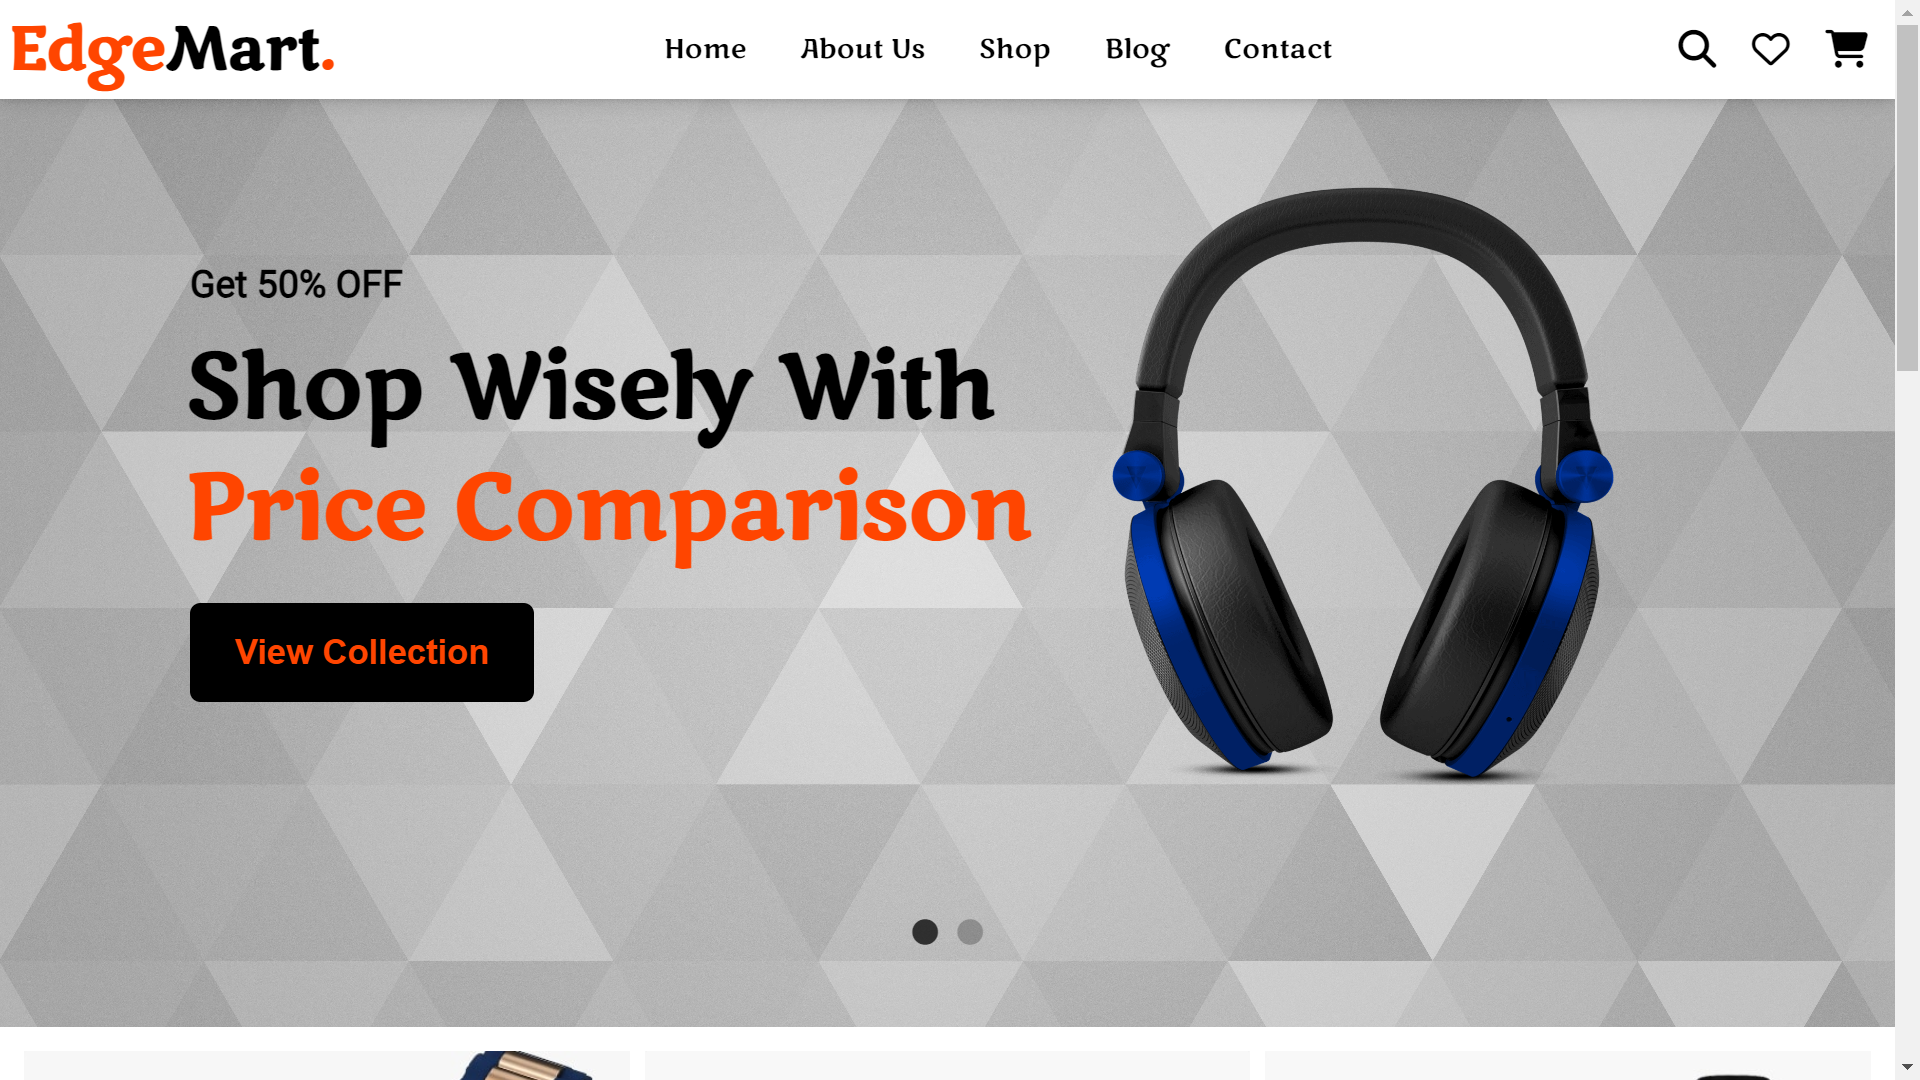 EdgeMart.
Home About Us Shop Blog Contact
Get 50% OFF
Shop Wisely With
Price Comparison
View Collection